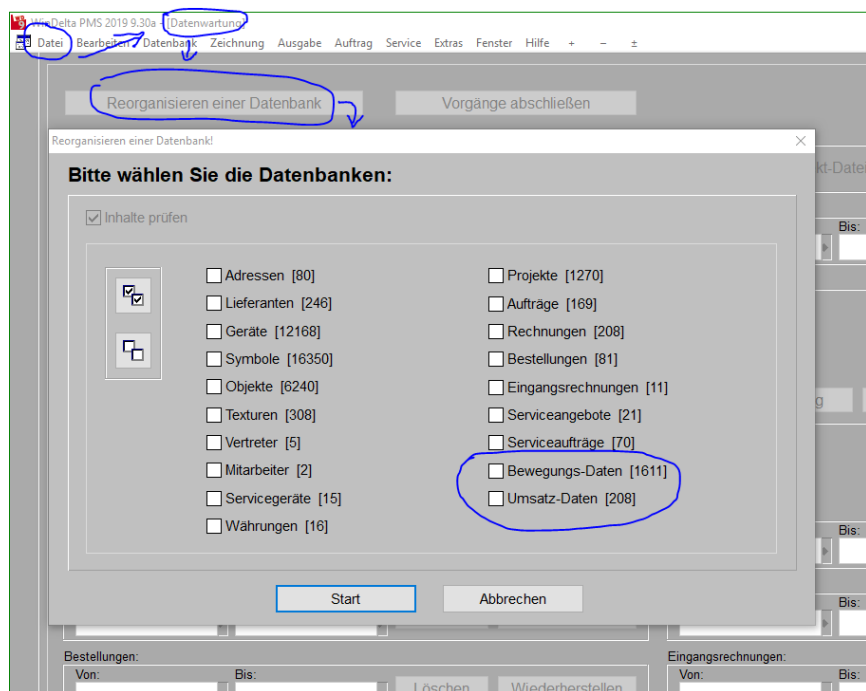 WinDelta PMS 2019 9.30a - [Datenwartung]
Datei Bearbeiten Datenbank Zeichnung Ausgabe Auftrag Service Extras Fenster Hilfe + − ±
Reorganisieren einer Datenbank Vorgänge abschließen
Reorganisieren einer Datenbank!
Bitte wählen Sie die Datenbanken:
kt-Daten
Inhalte prüfen
Bis:
Adressen [80] Projekte [1270]
Lieferanten [246] Aufträge [169]
Geräte [12168] Rechnungen [208]
Symbole [16350] Bestellungen [81]
Objekte [6240] Eingangsrechnungen [11]
g
Texturen [308] Serviceangebote [21]
Vertreter [5] Serviceaufträge [70]
Mitarbeiter [2] Bewegungs-Daten [1611]
Servicegeräte [15] Umsatz-Daten [208]
Währungen [16]
Bis:
Start Abbrechen
Bis:
Bestellungen: Eingangsrechnungen:
Von: Bis: Von: Bis:
Löschen Wiederherstellen